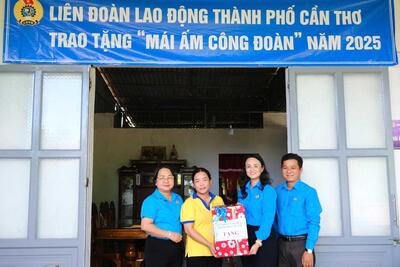 LIÊN ĐOÀN LAO ĐỘNG THÀNH PHỐ CẦN THƠ
TRAO TẶNG “MÁI ẤM CÔNG ĐOÀN” NĂM 2025
TẶNG